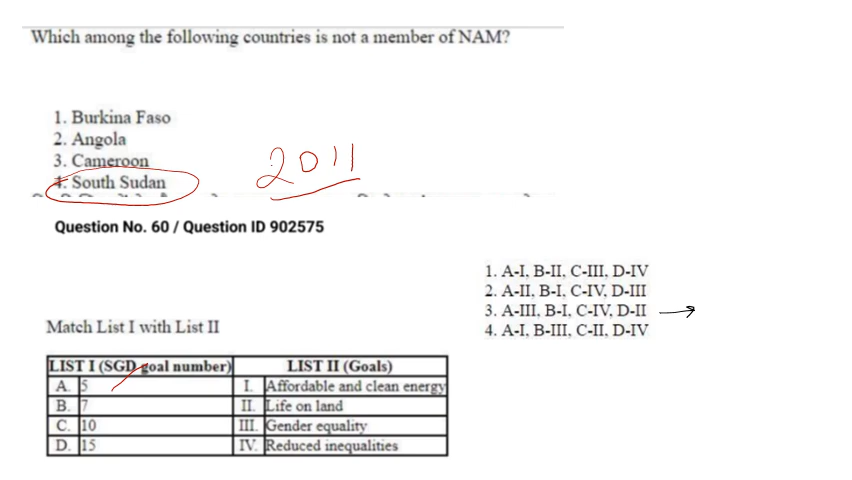 Which among the following countries is not a member of NAM?
1. Burkina Faso
2. Angola
3. Cameroon
4. South Sudan
2011
Question No. 60 / Question ID 902575
1. A-I, B-II, C-III, D-IV
2. A-II, B-I, C-IV, D-III
3. A-III, B-I, C-IV, D-II
4. A-I, B-III, C-II, D-IV
Match List I with List II
LIST I (SGD goal number) LIST II (Goals)
A. 5 I. Affordable and clean energy
B. 7 II. Life on land
C. 10 III. Gender equality
D. 15 IV. Reduced inequalities